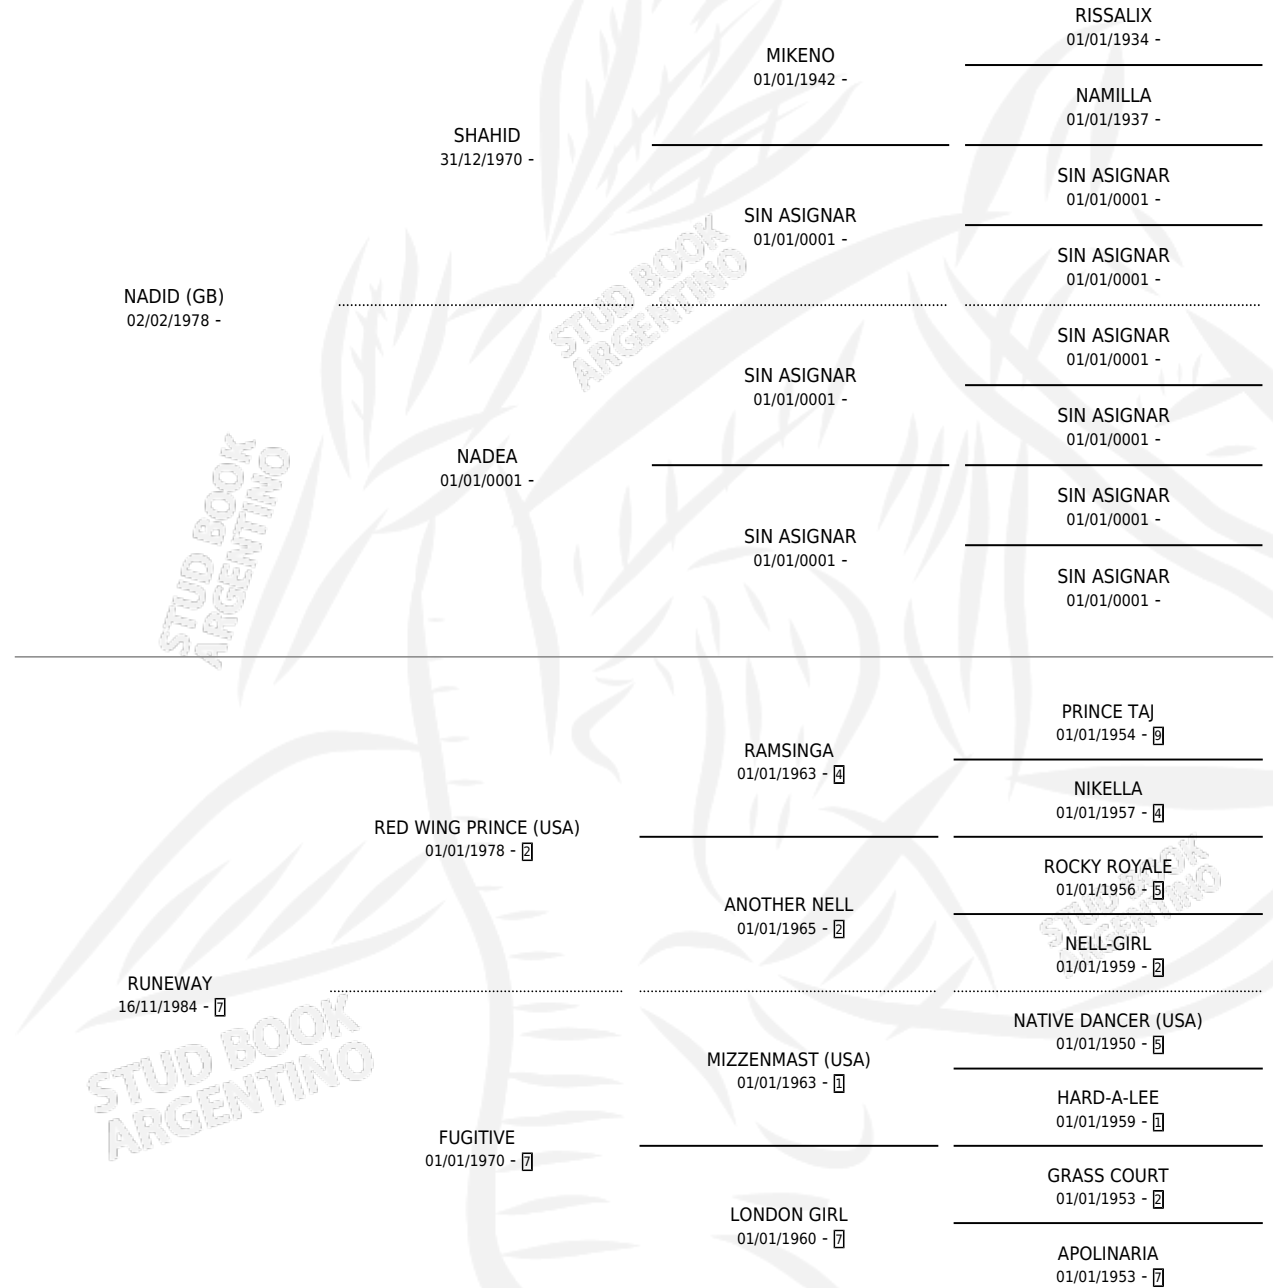 RISSALIX
01/01/1934 -
MIKENO
01/01/1942 -
NAMILLA
01/01/1937 -
SHAHID
31/12/1970 -
SIN ASIGNAR
01/01/0001 -
SIN ASIGNAR
01/01/0001 -
SIN ASIGNAR
01/01/0001 -
STUD BOOK
ARGENTINO
NADID (GB)
02/02/1978 -
SIN ASIGNAR
01/01/0001 -
SIN ASIGNAR
01/01/0001 -
SIN ASIGNAR
01/01/0001 -
NADEA
01/01/0001 -
SIN ASIGNAR
01/01/0001 -
SIN ASIGNAR
01/01/0001 -
SIN ASIGNAR
01/01/0001 -
STUD BOOK
ARGENTINO
PRINCE TAJ
01/01/1954 - 9
RAMSINGA
01/01/1963 - 4
NIKELLA
01/01/1957 - 4
RED WING PRINCE (USA)
01/01/1978 - 2
ROCKY ROYALE
01/01/1956 - 5
ANOTHER NELL
01/01/1965 - 2
NELL-GIRL
01/01/1959 - 2
STUD BOOK
ARGENTINO
RUNEWAY
16/11/1984 - 7
NATIVE DANCER (USA)
01/01/1950 - 5
MIZZENMAST (USA)
01/01/1963 - 1
HARD-A-LEE
01/01/1959 - 1
STUD BOOK
ARGENTINO
FUGITIVE
01/01/1970 - 7
GRASS COURT
01/01/1953 - 2
LONDON GIRL
01/01/1960 - 7
APOLINARIA
01/01/1953 - 7